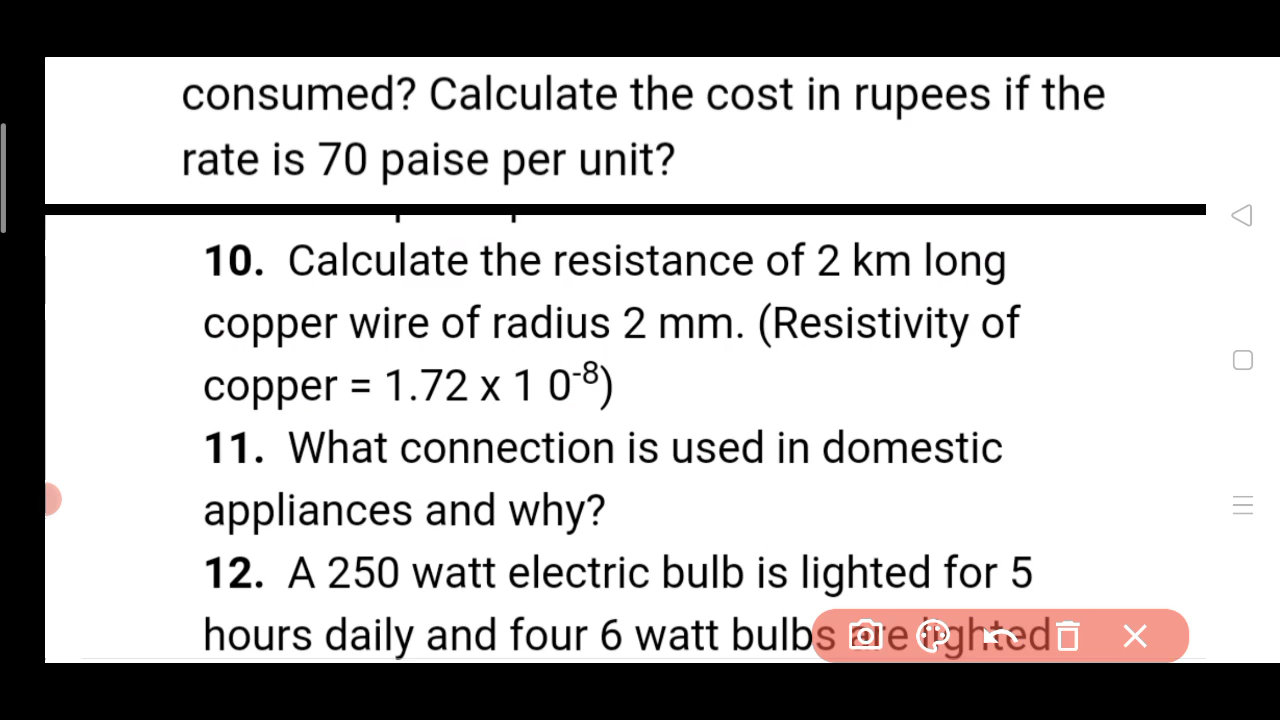 consumed? Calculate the cost in rupees if the
rate is 70 paise per unit?
10. Calculate the resistance of 2 km long
copper wire of radius 2 mm. (Resistivity of
copper = 1.72 x 1 0⁻⁸)
11. What connection is used in domestic
appliances and why?
12. A 250 watt electric bulb is lighted for 5
hours daily and four 6 watt bulbs are lighted